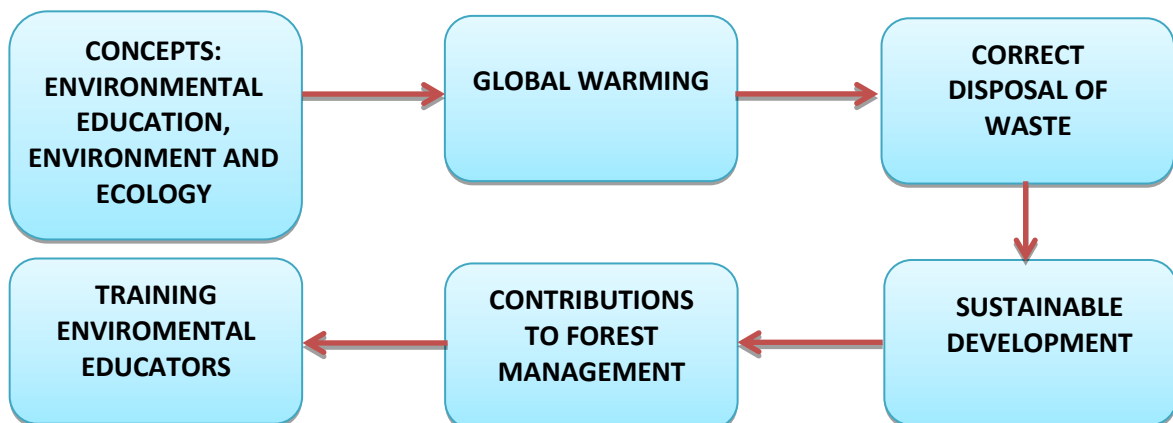 CONCEPTS:
ENVIRONMENTAL
EDUCATION,
ENVIRONMENT AND
ECOLOGY
GLOBAL WARMING
CORRECT
DISPOSAL OF
WASTE
SUSTAINABLE
DEVELOPMENT
CONTRIBUTIONS
TO FOREST
MANAGEMENT
TRAINING
ENVIROMENTAL
EDUCATORS